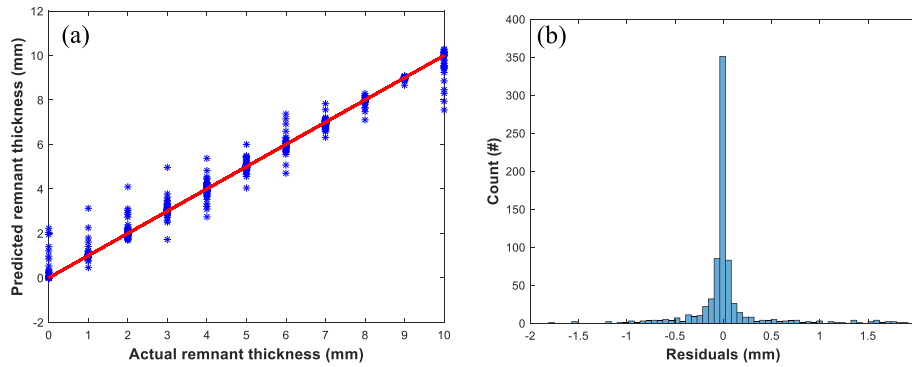 (a)
12
10
8
6
4
2
0
-2
0 1 2 3 4 5 6 7 8 9 10
Predicted remnant thickness (mm)
Actual remnant thickness (mm)
(b)
400
350
300
250
200
150
100
50
0
-2 -1.5 -1 -0.5 0 0.5 1 1.5
Count (#)
Residuals (mm)